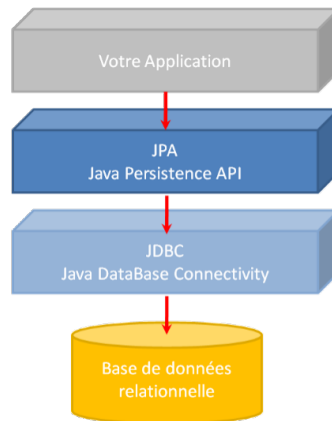 Votre Application
JPA
Java Persistence API
JDBC
Java DataBase Connectivity
Base de données
relationnelle